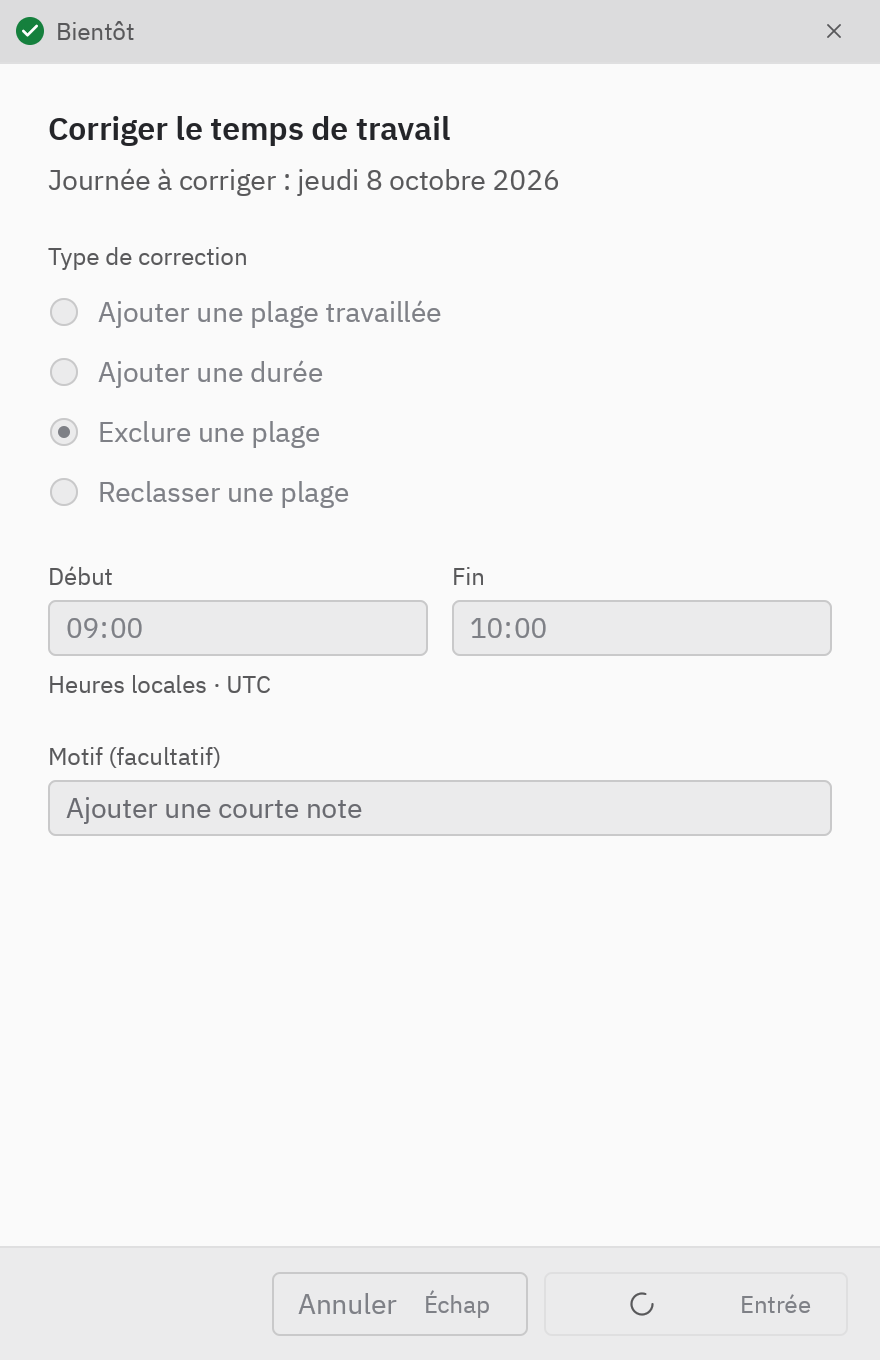 Bientôt
Corriger le temps de travail
Journée à corriger : jeudi 8 octobre 2026
Type de correction
Ajouter une plage travaillée
Ajouter une durée
Exclure une plage
Reclasser une plage
Début Fin
09:00 10:00
Heures locales · UTC
Motif (facultatif)
Ajouter une courte note
Annuler Échap Entrée